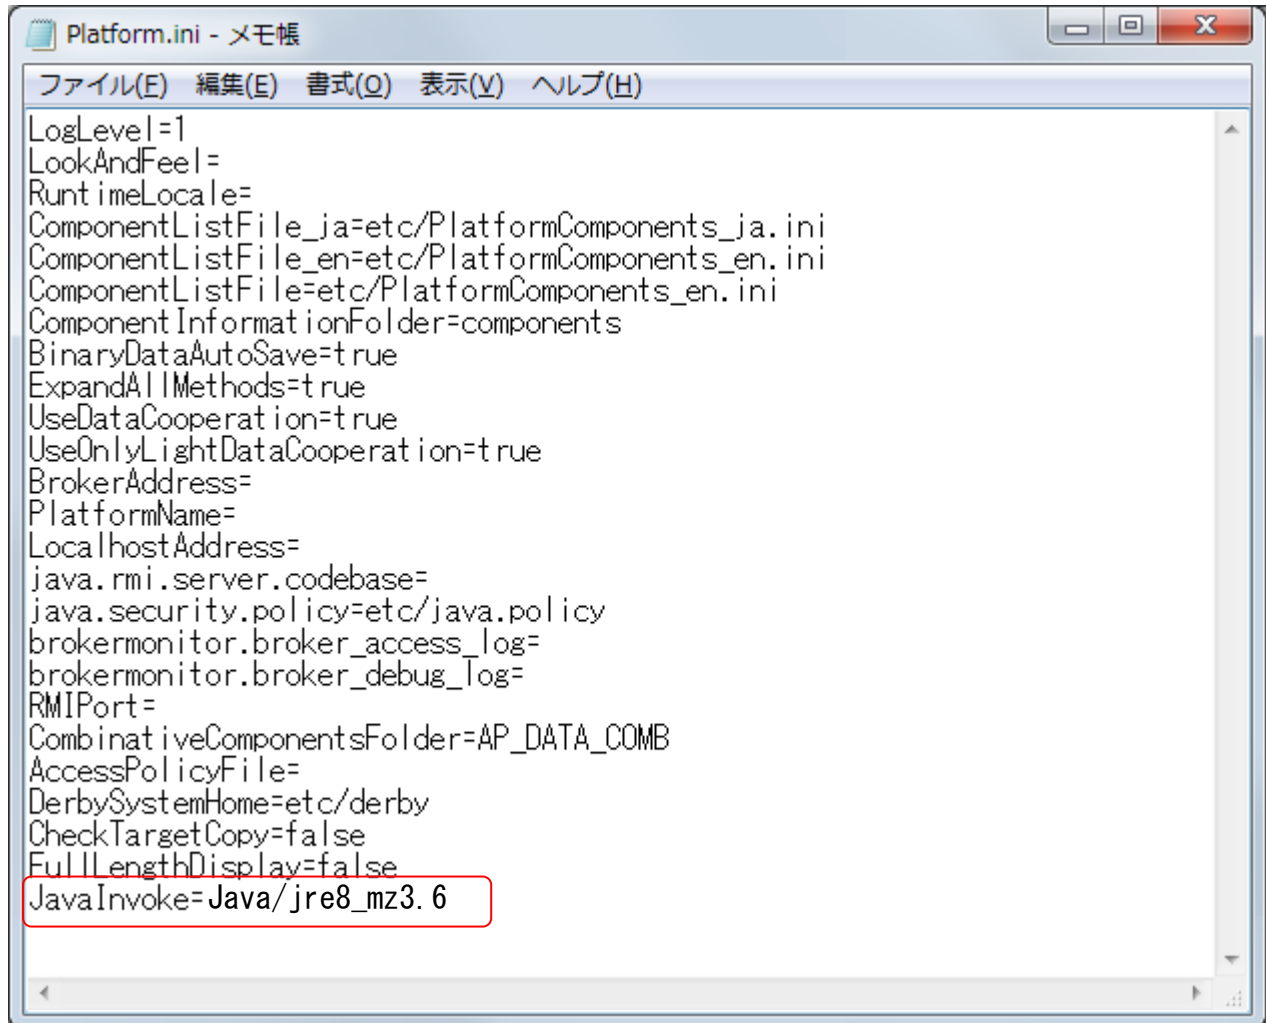 Platform.ini - メモ帳
ファイル(F) 編集(E) 書式(O) 表示(V) ヘルプ(H)
LogLevel=1
LookAndFeel=
RuntimeLocale=
ComponentListFile_ja=etc/PlatformComponents_ja.ini
ComponentListFile_en=etc/PlatformComponents_en.ini
ComponentListFile=etc/PlatformComponents_en.ini
ComponentInformationFolder=components
BinaryDataAutoSave=true
ExpandAllMethods=true
UseDataCooperation=true
UseOnlyLightDataCooperation=true
BrokerAddress=
PlatformName=
LocalhostAddress=
java.rmi.server.codebase=
java.security.policy=etc/java.policy
brokermonitor.broker_access_log=
brokermonitor.broker_debug_log=
RMIPort=
CombinativeComponentsFolder=AP_DATA_COMB
AccessPolicyFile=
DerbySystemHome=etc/derby
CheckTargetCopy=false
FullLengthDisplay=false
JavaInvoke=Java/jre8_mz3.6